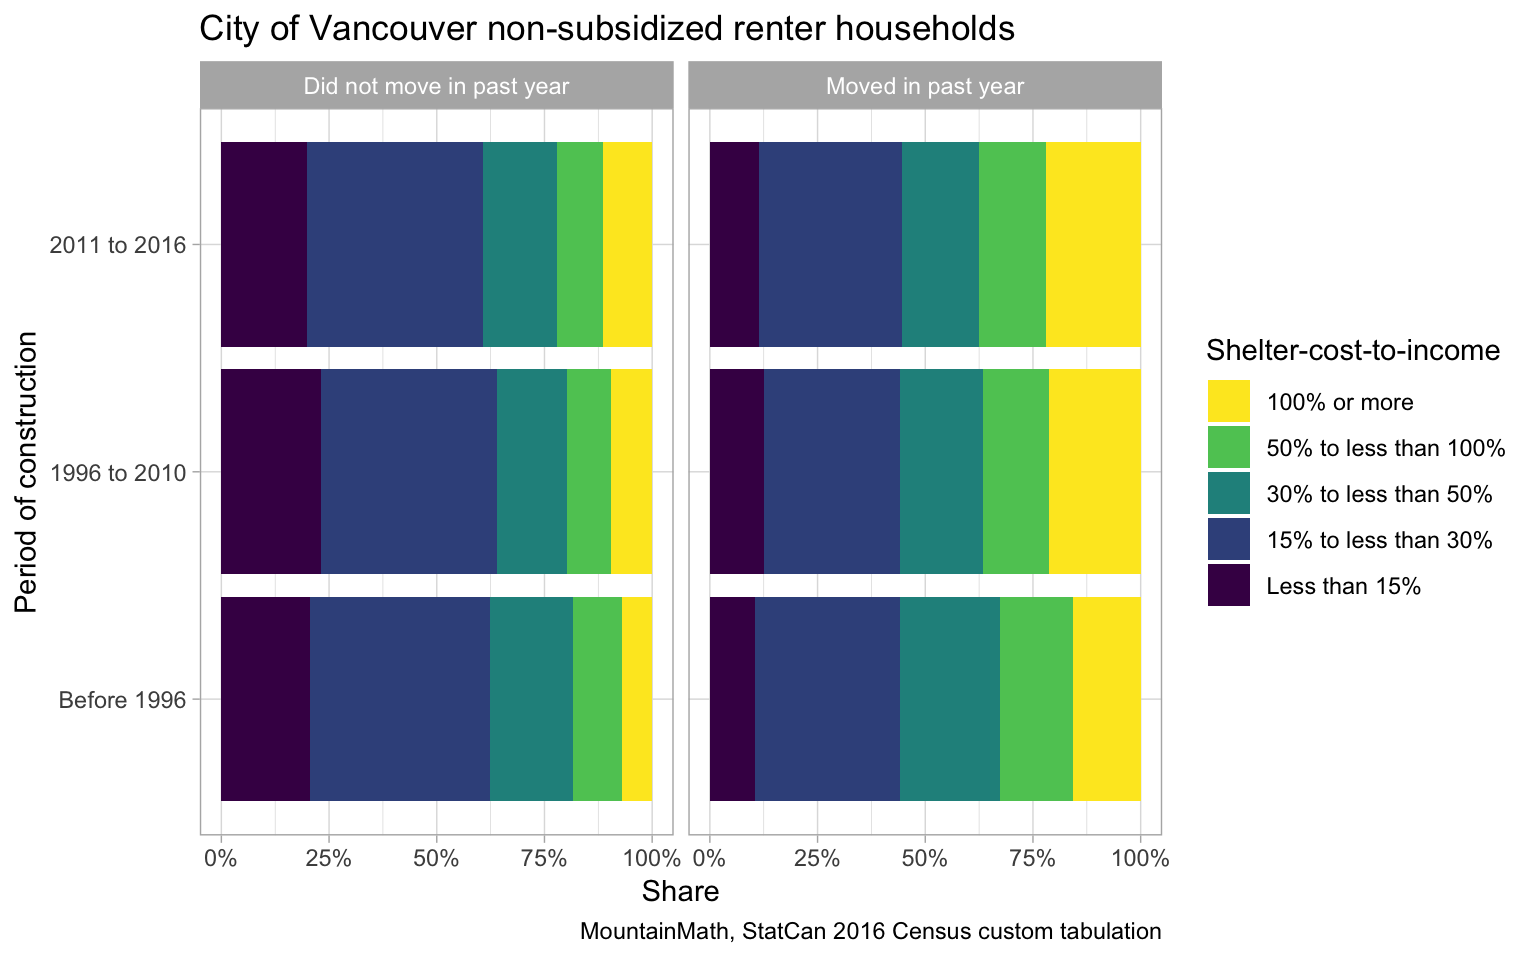 City of Vancouver non-subsidized renter households
Did not move in past year
Moved in past year
Period of construction
2011 to 2016
1996 to 2010
Before 1996
0% 25% 50% 75% 100%
0% 25% 50% 75% 100%
Share
Shelter-cost-to-income
100% or more
50% to less than 100%
30% to less than 50%
15% to less than 30%
Less than 15%
MountainMath, StatCan 2016 Census custom tabulation